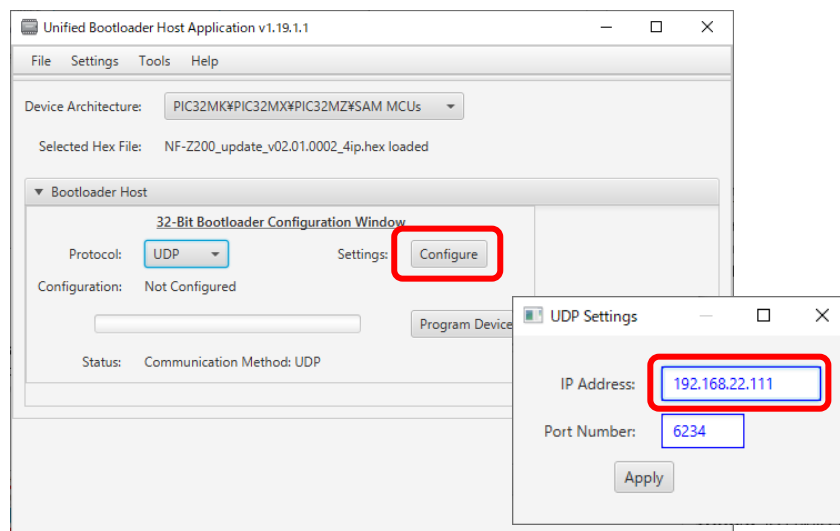 Unified Bootloader Host Application v1.19.1.1
File Settings Tools Help
Device Architecture: PIC32MK¥PIC32MX¥PIC32MZ¥SAM MCUs
Selected Hex File: NF-Z200_update_v02.01.0002_4ip.hex loaded
Bootloader Host
32-Bit Bootloader Configuration Window
Protocol: UDP Settings: Configure
Configuration: Not Configured
Program Device
Status: Communication Method: UDP
UDP Settings
IP Address: 192.168.22.111
Port Number: 6234
Apply